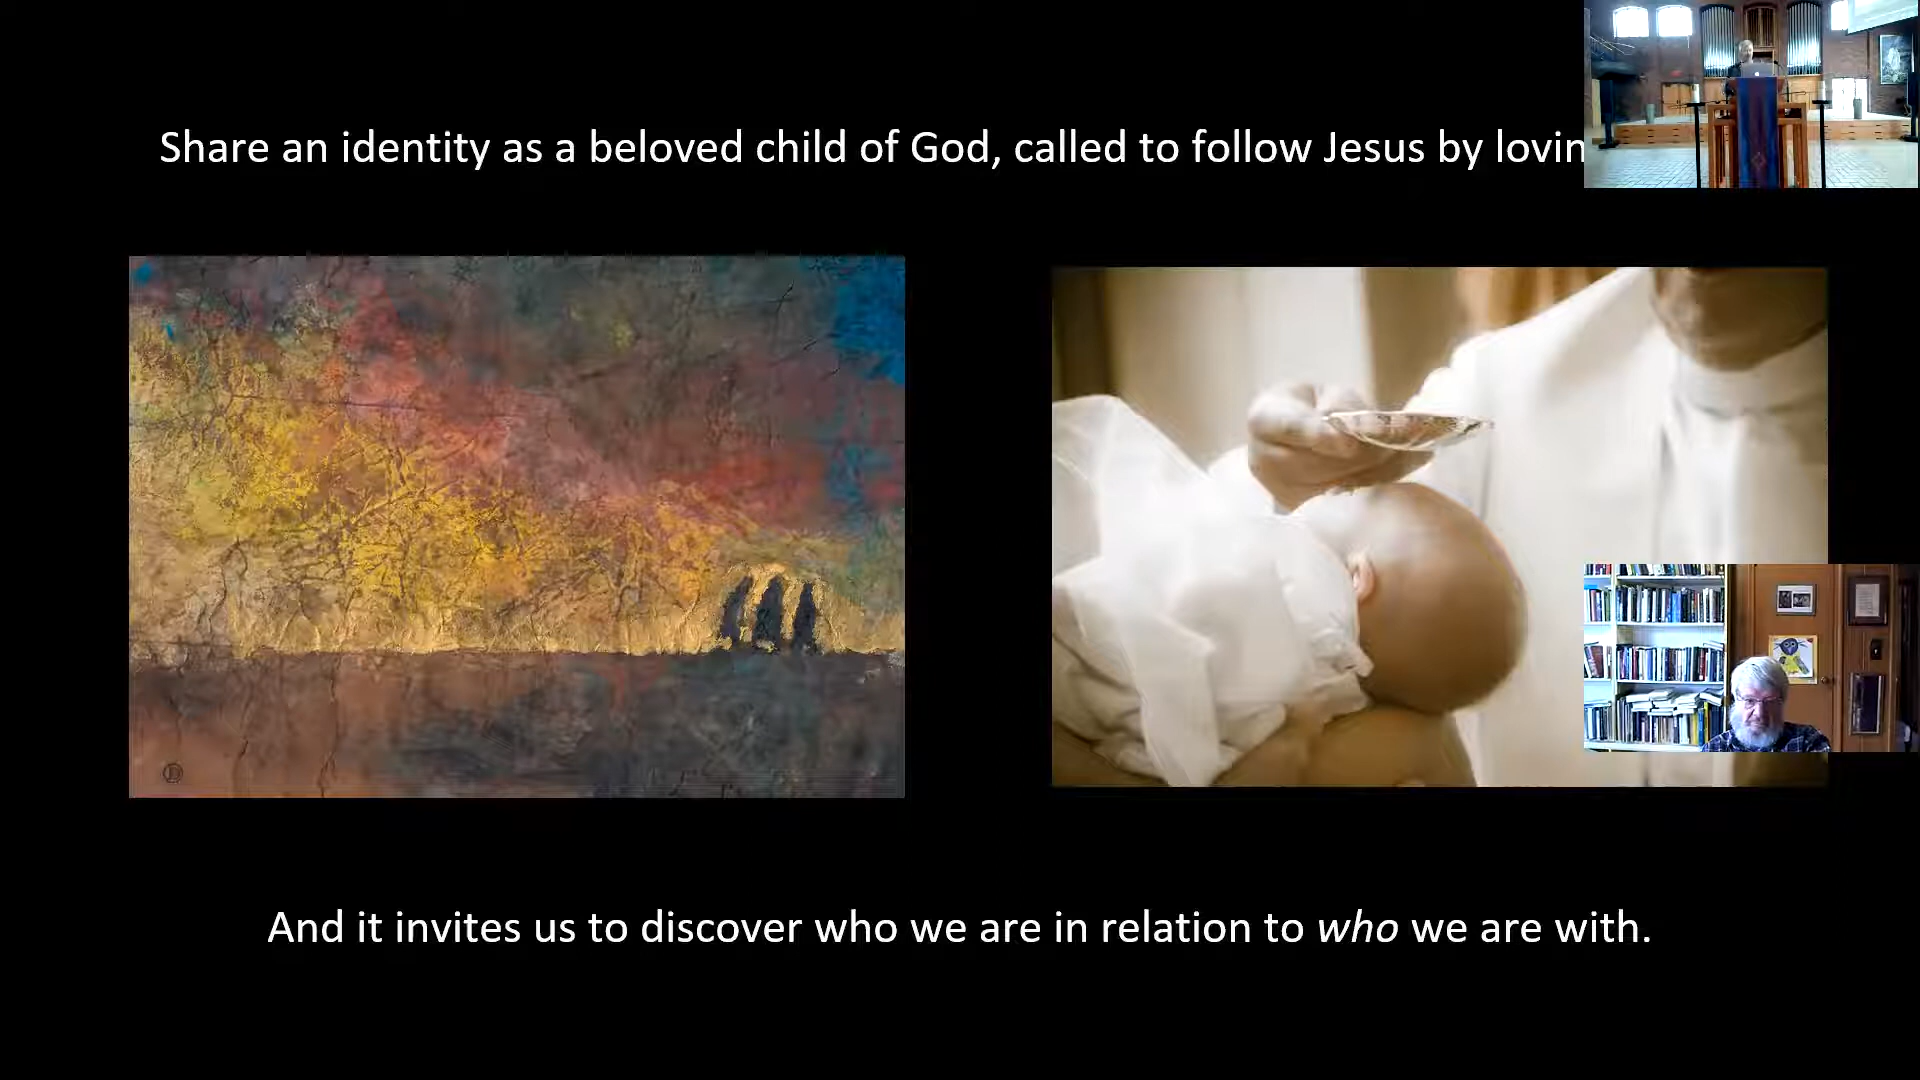 Share an identity as a beloved child of God, called to follow Jesus by lovin
And it invites us to discover who we are in relation to who we are with.